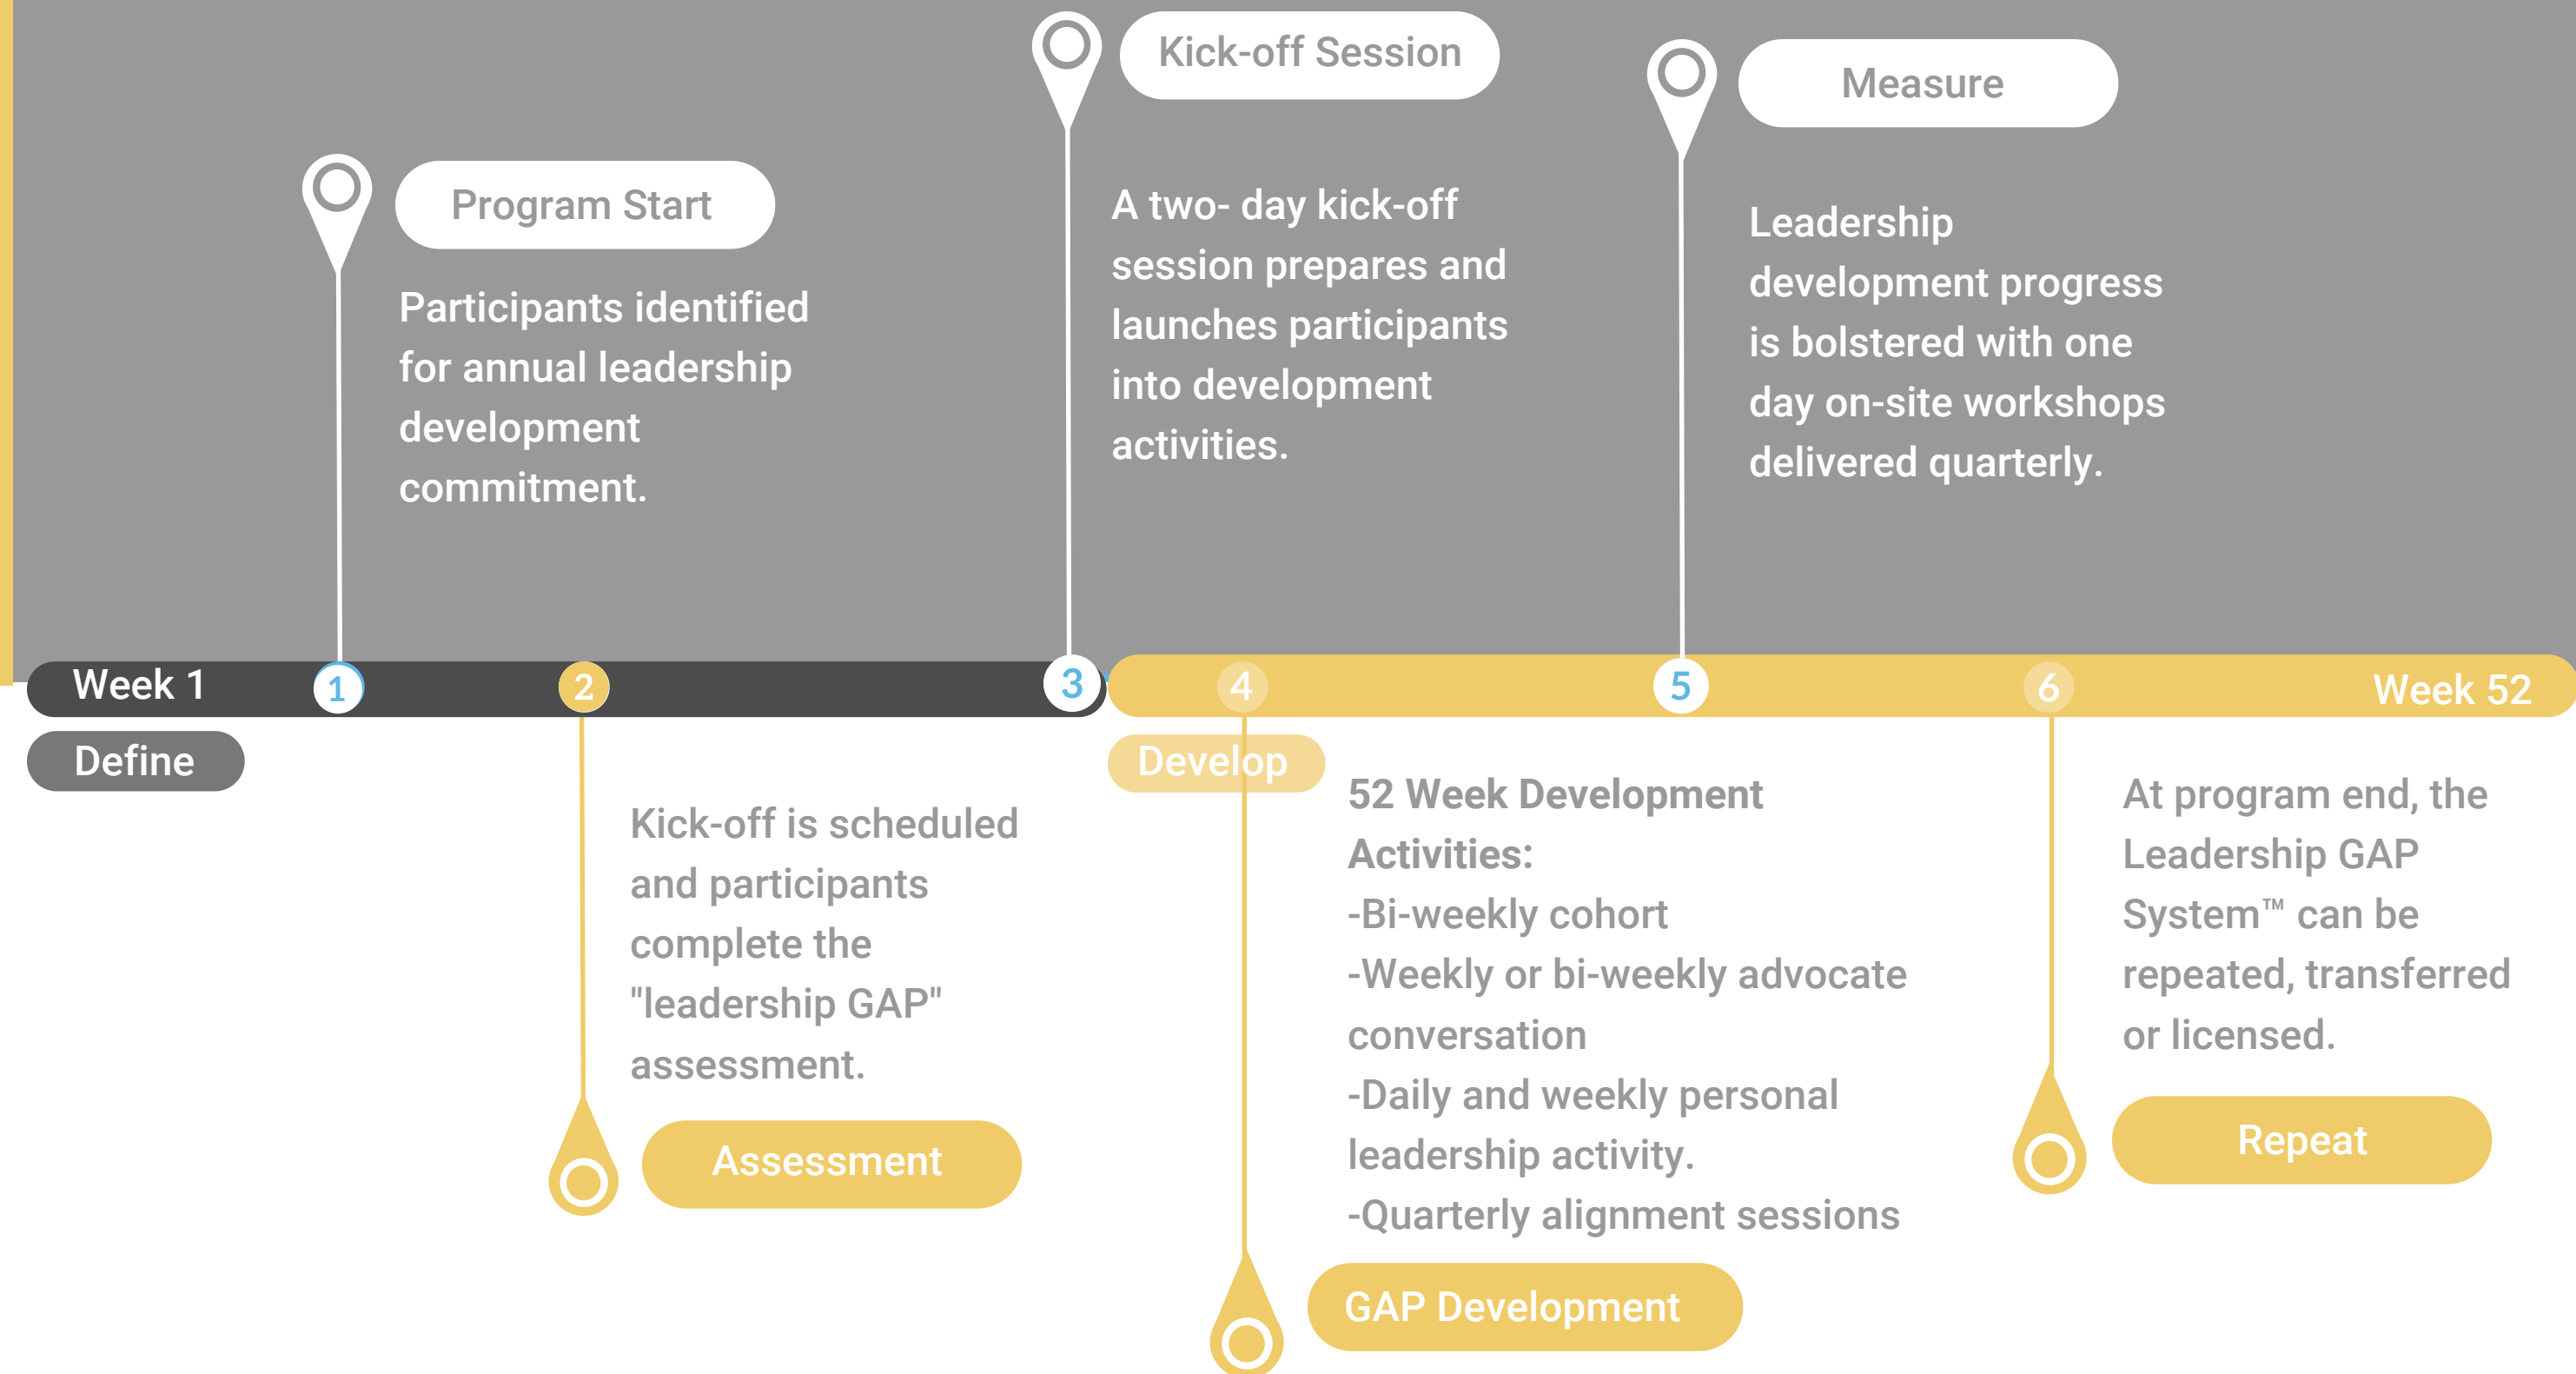 Program Start
Participants identified
for annual leadership
development
commitment.
Kick-off Session
A two- day kick-off
session prepares and
launches participants
into development
activities.
Measure
Leadership
development progress
is bolstered with one
day on-site workshops
delivered quarterly.
Week 1
1
2
3
4
5
6
Week 52
Define
Develop
Kick-off is scheduled
and participants
complete the
"leadership GAP"
assessment.
Assessment
52 Week Development
Activities:
-Bi-weekly cohort
-Weekly or bi-weekly advocate
conversation
-Daily and weekly personal
leadership activity.
-Quarterly alignment sessions
GAP Development
At program end, the
Leadership GAP
System™ can be
repeated, transferred
or licensed.
Repeat